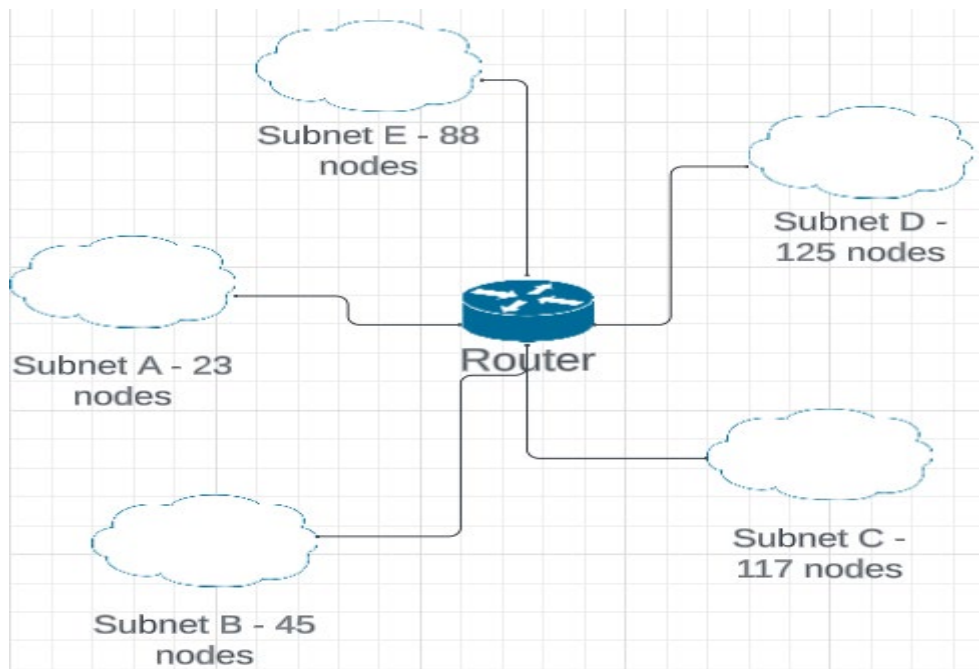 Subnet E - 88
nodes
Subnet D -
125 nodes
Subnet A - 23
nodes
Router
Subnet C -
117 nodes
Subnet B - 45
nodes